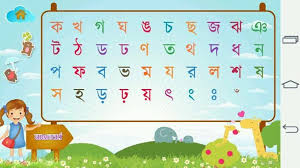 ক খ গ ঘ ঙ চ ছ জ ঝ ঞ
ট ঠ ড ঢ ণ ত থ দ ধ ন
প ফ ব ভ ম য র ল শ ষ
স হ ড় ঢ় য় ৎ ং ঃ ঁ